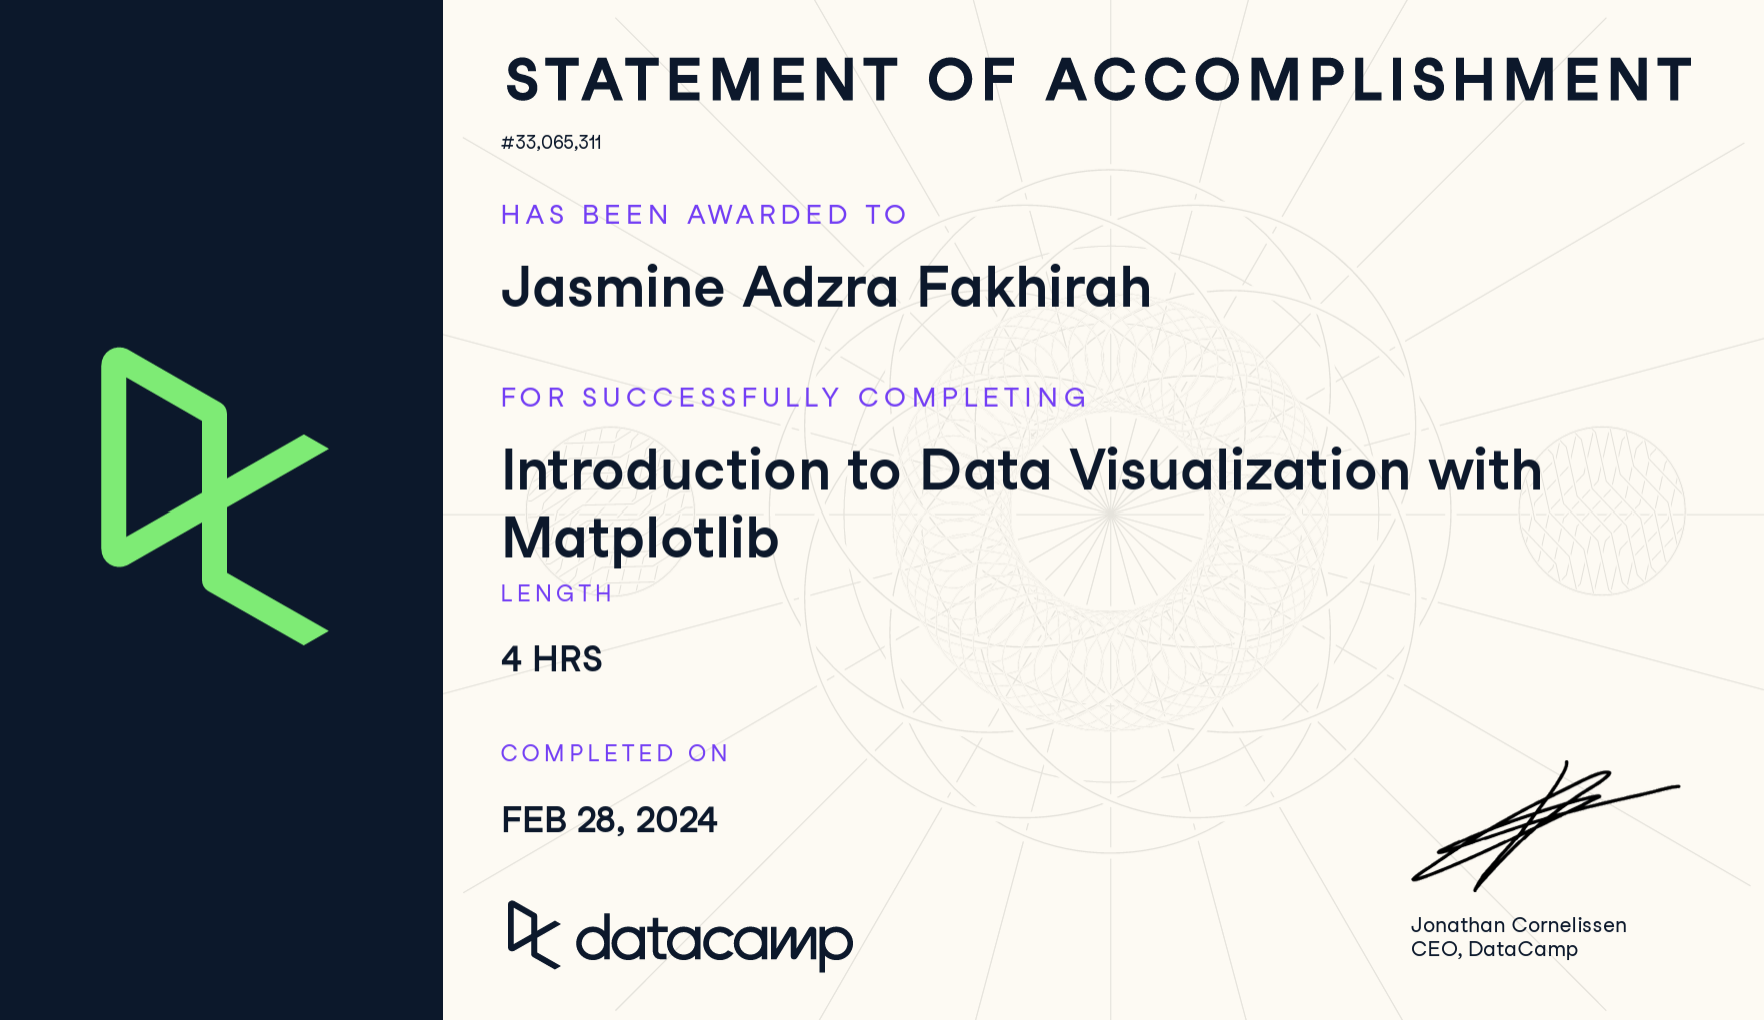 STATEMENT OF ACCOMPLISHMENT
#33,065,311
HAS BEEN AWARDED TO
Jasmine Adzra Fakhirah
FOR SUCCESSFULLY COMPLETING
Introduction to Data Visualization with
Matplotlib
LENGTH
4 HRS
COMPLETED ON
FEB 28, 2024
datacamp
Jonathan Cornelissen
CEO, DataCamp